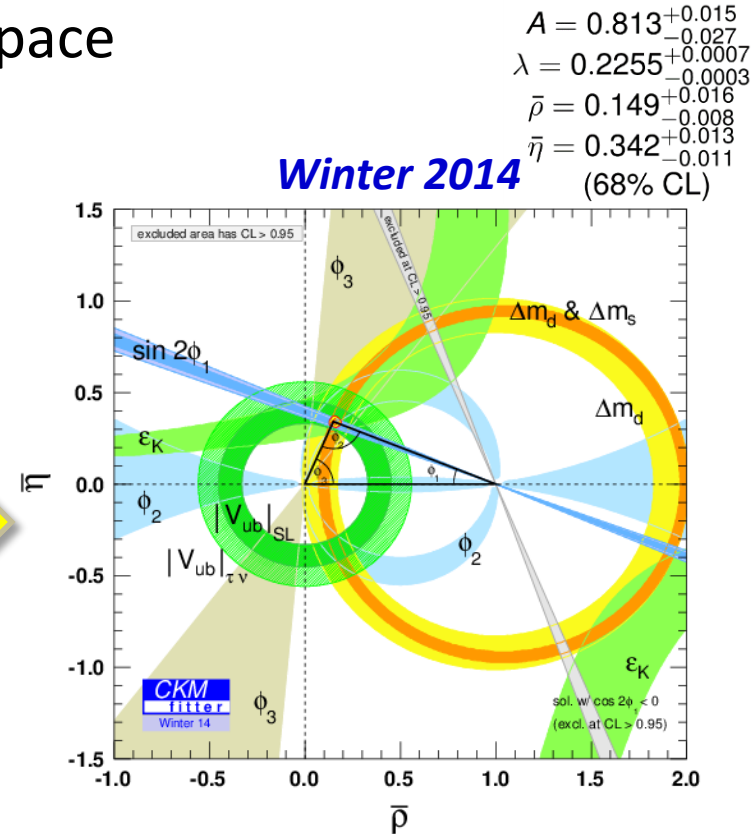 pace
A = 0.813 +0.015 −0.027
λ = 0.2255 +0.0007 −0.0003
ρ̄ = 0.149 +0.016 −0.008
η̄ = 0.342 +0.013 −0.011
(68% CL)
Winter 2014
excluded area has CL > 0.95
excluded at CL > 0.95
ϕ3
Δmd & Δms
sin 2ϕ1
Δmd
εK
ϕ2
ϕ3
ϕ1
ϕ2
|Vub|SL
|Vub|τν
ϕ2
εK
ϕ3
sol. w/ cos 2ϕ1 < 0
(excl. at CL > 0.95)
CKM
fitter
Winter 14
1.5
1.0
0.5
0.0
-0.5
-1.0
-1.5
η̄
-1.0 -0.5 0.0 0.5 1.0 1.5 2.0
ρ̄